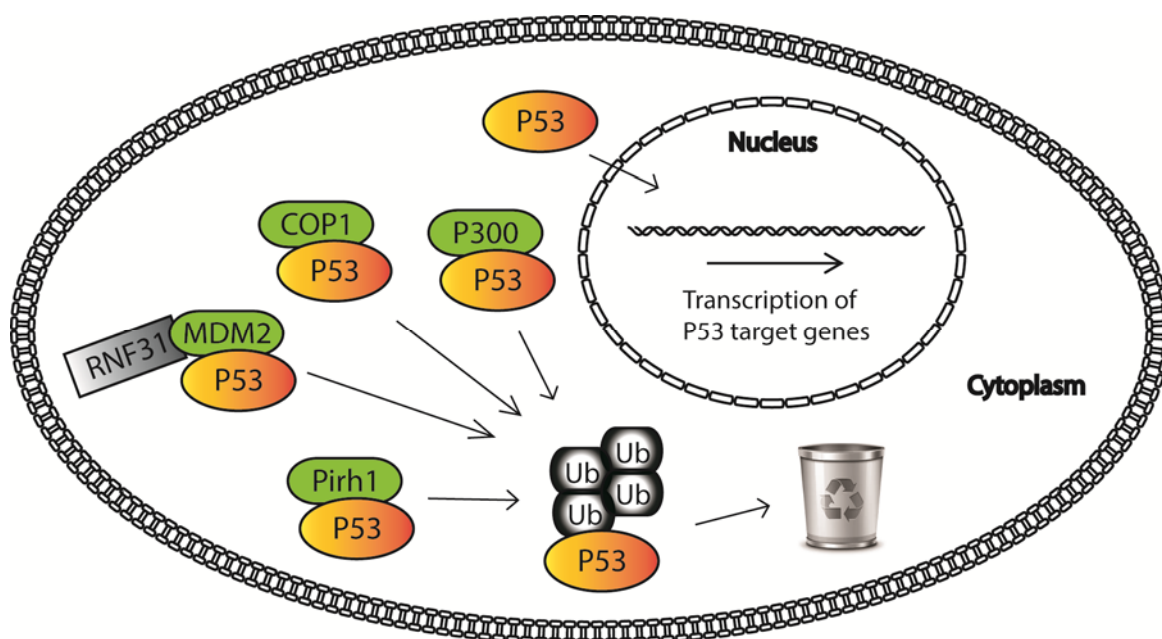 P53
Nucleus
COP1
P53
P300
P53
Transcription of
P53 target genes
RNF31
MDM2
P53
Cytoplasm
Pirh1
P53
Ub
Ub
Ub
Ub
P53